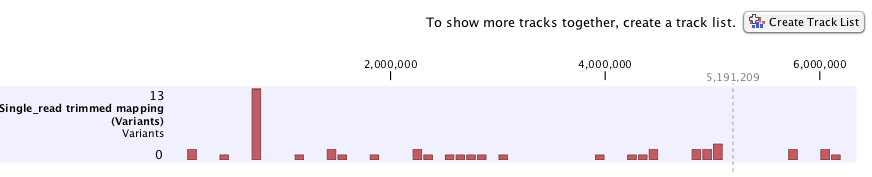 To show more tracks together, create a track list.
Create Track List
2,000,000
4,000,000
6,000,000
5,191,209
13
Single_read trimmed mapping
(Variants)
Variants
0